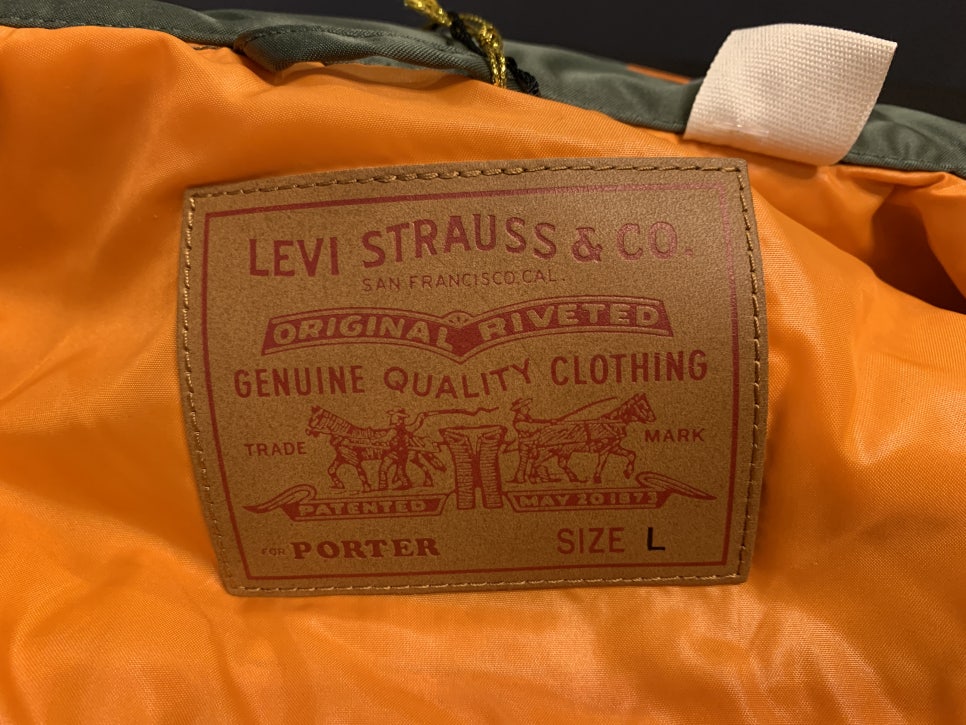 LEVI STRAUSS & CO.
SAN FRANCISCO, CAL.
ORIGINAL RIVETED
GENUINE QUALITY CLOTHING
TRADE MARK
PATENTED MAY 20 1873
FOR PORTER SIZE L